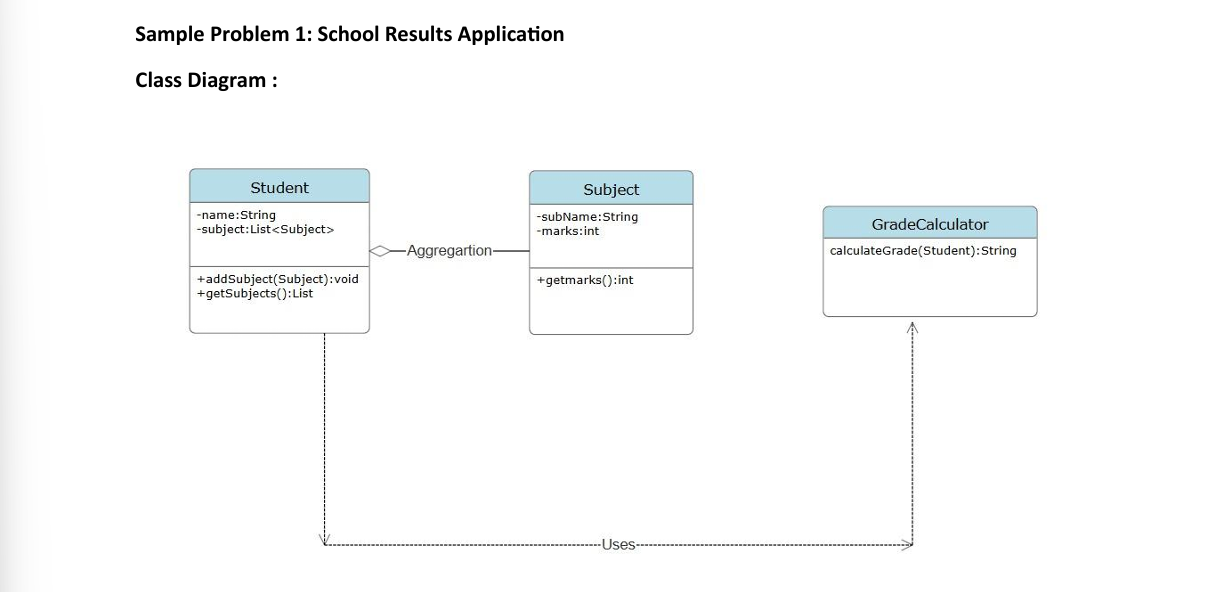 Sample Problem 1: School Results Application
Class Diagram :
Student
-name:String
-subject:List<Subject>
+addSubject(Subject):void
+getSubjects():List
Aggregartion
Subject
-subName:String
-marks:int
+getmarks():int
GradeCalculator
calculateGrade(Student):String
Uses